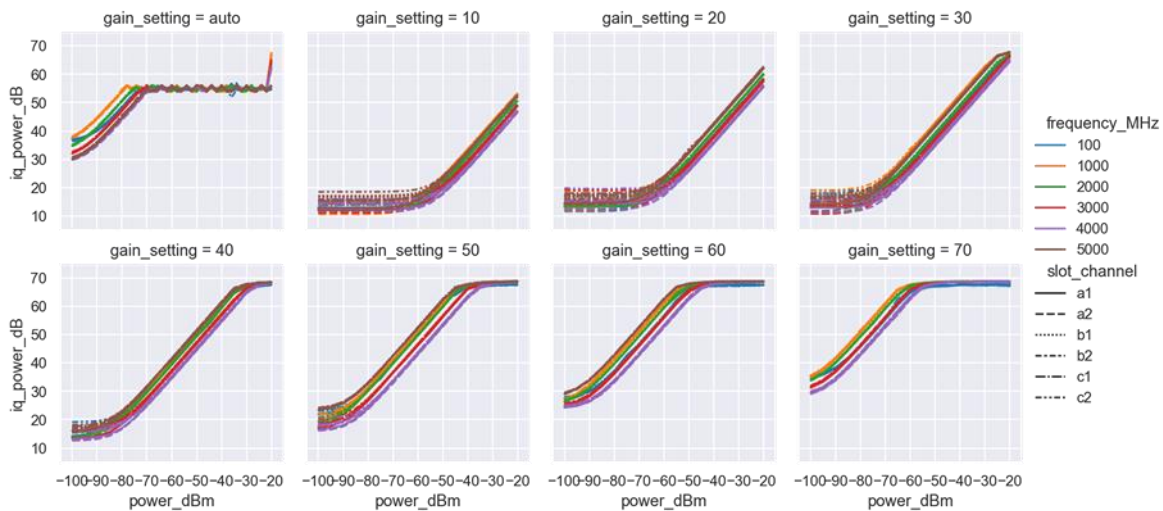 gain_setting = auto
gain_setting = 10
gain_setting = 20
gain_setting = 30
70
60
50
40
30
20
10
iq_power_dB
frequency_MHz
100
1000
2000
3000
4000
5000
slot_channel
a1
a2
b1
b2
c1
c2
gain_setting = 40
gain_setting = 50
gain_setting = 60
gain_setting = 70
70
60
50
40
30
20
10
iq_power_dB
−100−90−80−70−60−50−40−30−20
−100−90−80−70−60−50−40−30−20
−100−90−80−70−60−50−40−30−20
−100−90−80−70−60−50−40−30−20
power_dBm
power_dBm
power_dBm
power_dBm